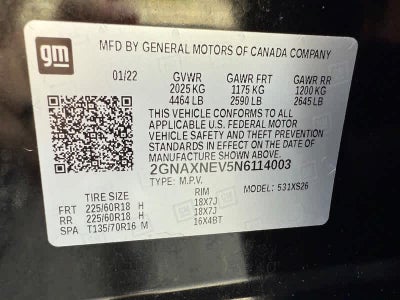 gm
MFD BY GENERAL MOTORS OF CANADA COMPANY
01/22 GVWR GAWR FRT GAWR RR
2025 KG 1175 KG 1200 KG
4464 LB 2590 LB 2645 LB
THIS VEHICLE CONFORMS TO ALL
APPLICABLE U.S. FEDERAL MOTOR
VEHICLE SAFETY AND THEFT
PREVENTION STANDARDS IN EFFECT ON
THE DATE OF MANUFACTURE SHOWN ABOVE.
2GNAXNEV5N6114003
TYPE: M.P.V. MODEL: 531XS26
TIRE SIZE RIM
FRT 225/60R18 H 18X7J
RR 225/60R18 H 18X7J
SPA T135/70R16 M 16X4BT